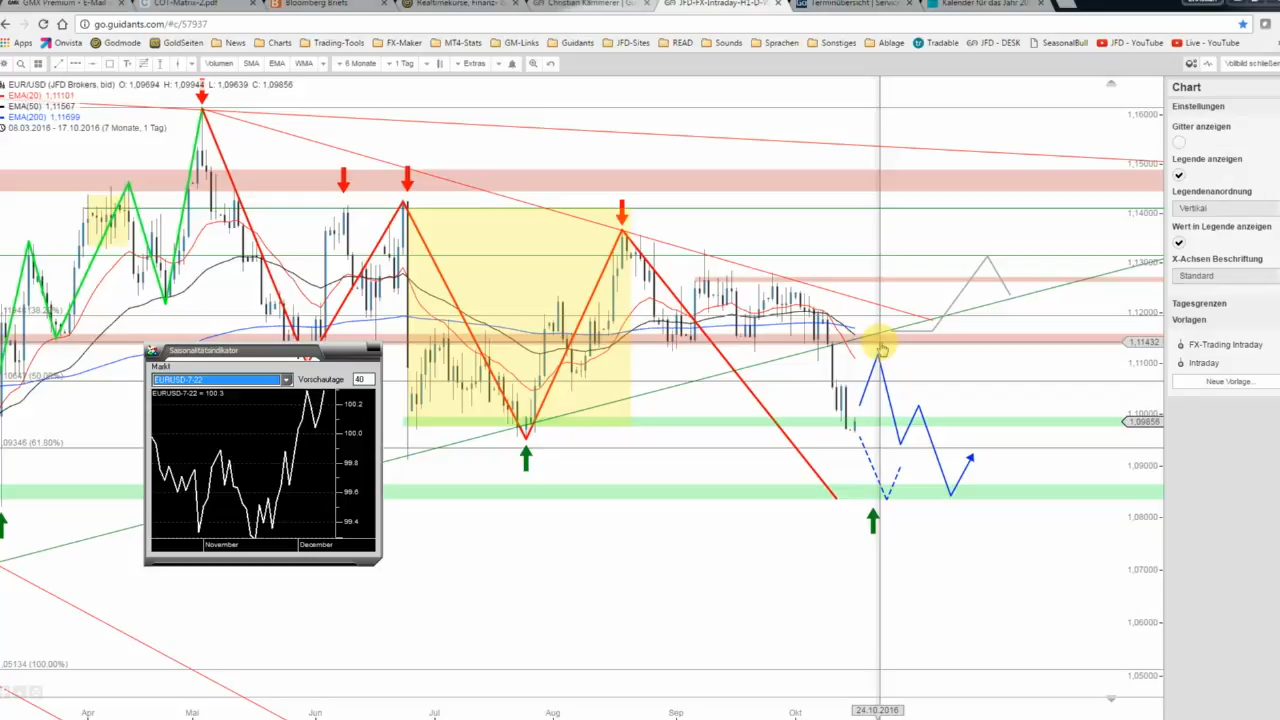 GMX Premium - E-Mail
COT-Matrix-Z.pdf
Bloomberg Briefs
Realtimekurse, Finanz-
Christian Kämmerer
JFD-FX-Intraday-H1-D-
Terminübersicht | Servic
Kalender für das Jahr 20
go.guidants.com/#c/57937
Apps
Onvista
Godmode
GoldSeiten
News
Charts
Trading-Tools
FX-Maker
MT4-Stats
GM-Links
Guidants
JFD-Sites
READ
Sounds
Sprachen
Sonstiges
Ablage
Tradable
JFD - DESK
SeasonalBull
JFD - YouTube
Live - YouTube
Volumen
SMA
EMA
WMA
6 Monate
1 Tag
Extras
Vollbild schließen
EUR/USD (JFD Brokers, bid) O: 1,09694 H: 1,09944 L: 1,09639 C: 1,09856
EMA(20) 1,11101
EMA(50) 1,11567
EMA(200) 1,11699
08.03.2016 - 17.10.2016 (7 Monate, 1 Tag)
1,16000
1,15000
1,14000
1,13000
1,12000
1,11432
1,11000
1,10000
1,09856
1,09000
1,08000
1,07000
1,06000
1,05000
,09346 (61,80%)
,05134 (100.00%)
Saisonalitätsindikator
Markt
EURUSD-7-22
Vorschautage
40
EURUSD-7-22 = 100.3
100.2
100.0
99.8
99.6
99.4
November
December
Apr
Mai
Jun
Jul
Aug
Sep
Okt
24.10.2016
Chart
Einstellungen
Gitter anzeigen
Legende anzeigen
Legendenanordnung
Vertikal
Wert in Legende anzeigen
X-Achsen Beschriftung
Standard
Tagesgrenzen
Vorlagen
FX-Trading Intraday
Intraday
Neue Vorlage...